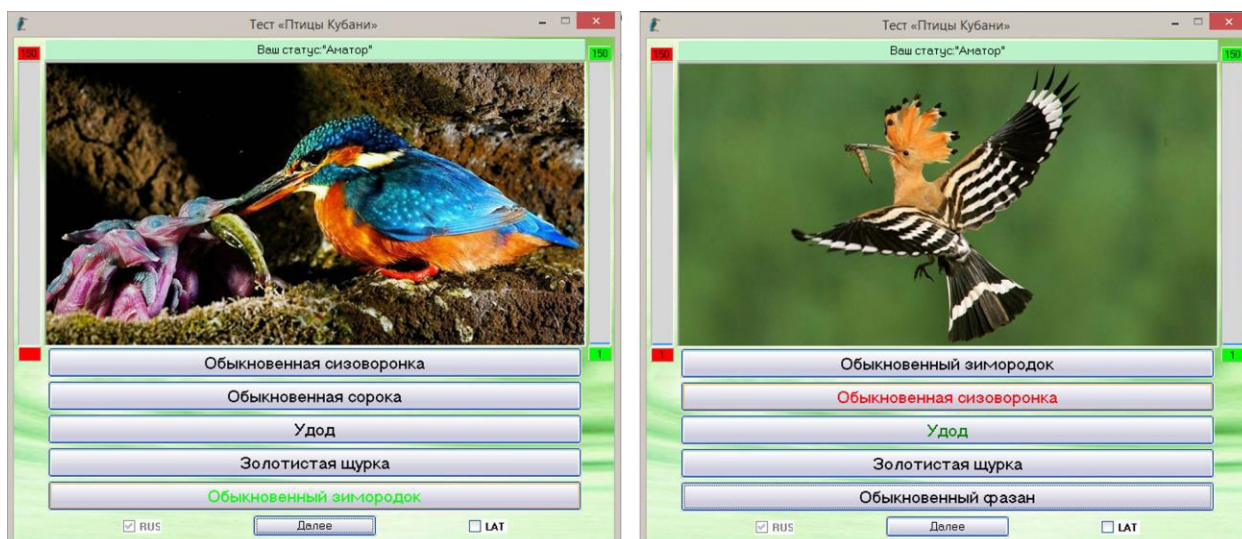 Тест «Птицы Кубани»
Ваш статус:"Аматор"
150
150
1
Обыкновенная сизоворонка
Обыкновенная сорока
Удод
Золотистая щурка
Обыкновенный зимородок
RUS
Далее
LAT
Тест «Птицы Кубани»
Ваш статус:"Аматор"
150
150
1
1
Обыкновенный зимородок
Обыкновенная сизоворонка
Удод
Золотистая щурка
Обыкновенный фазан
RUS
Далее
LAT